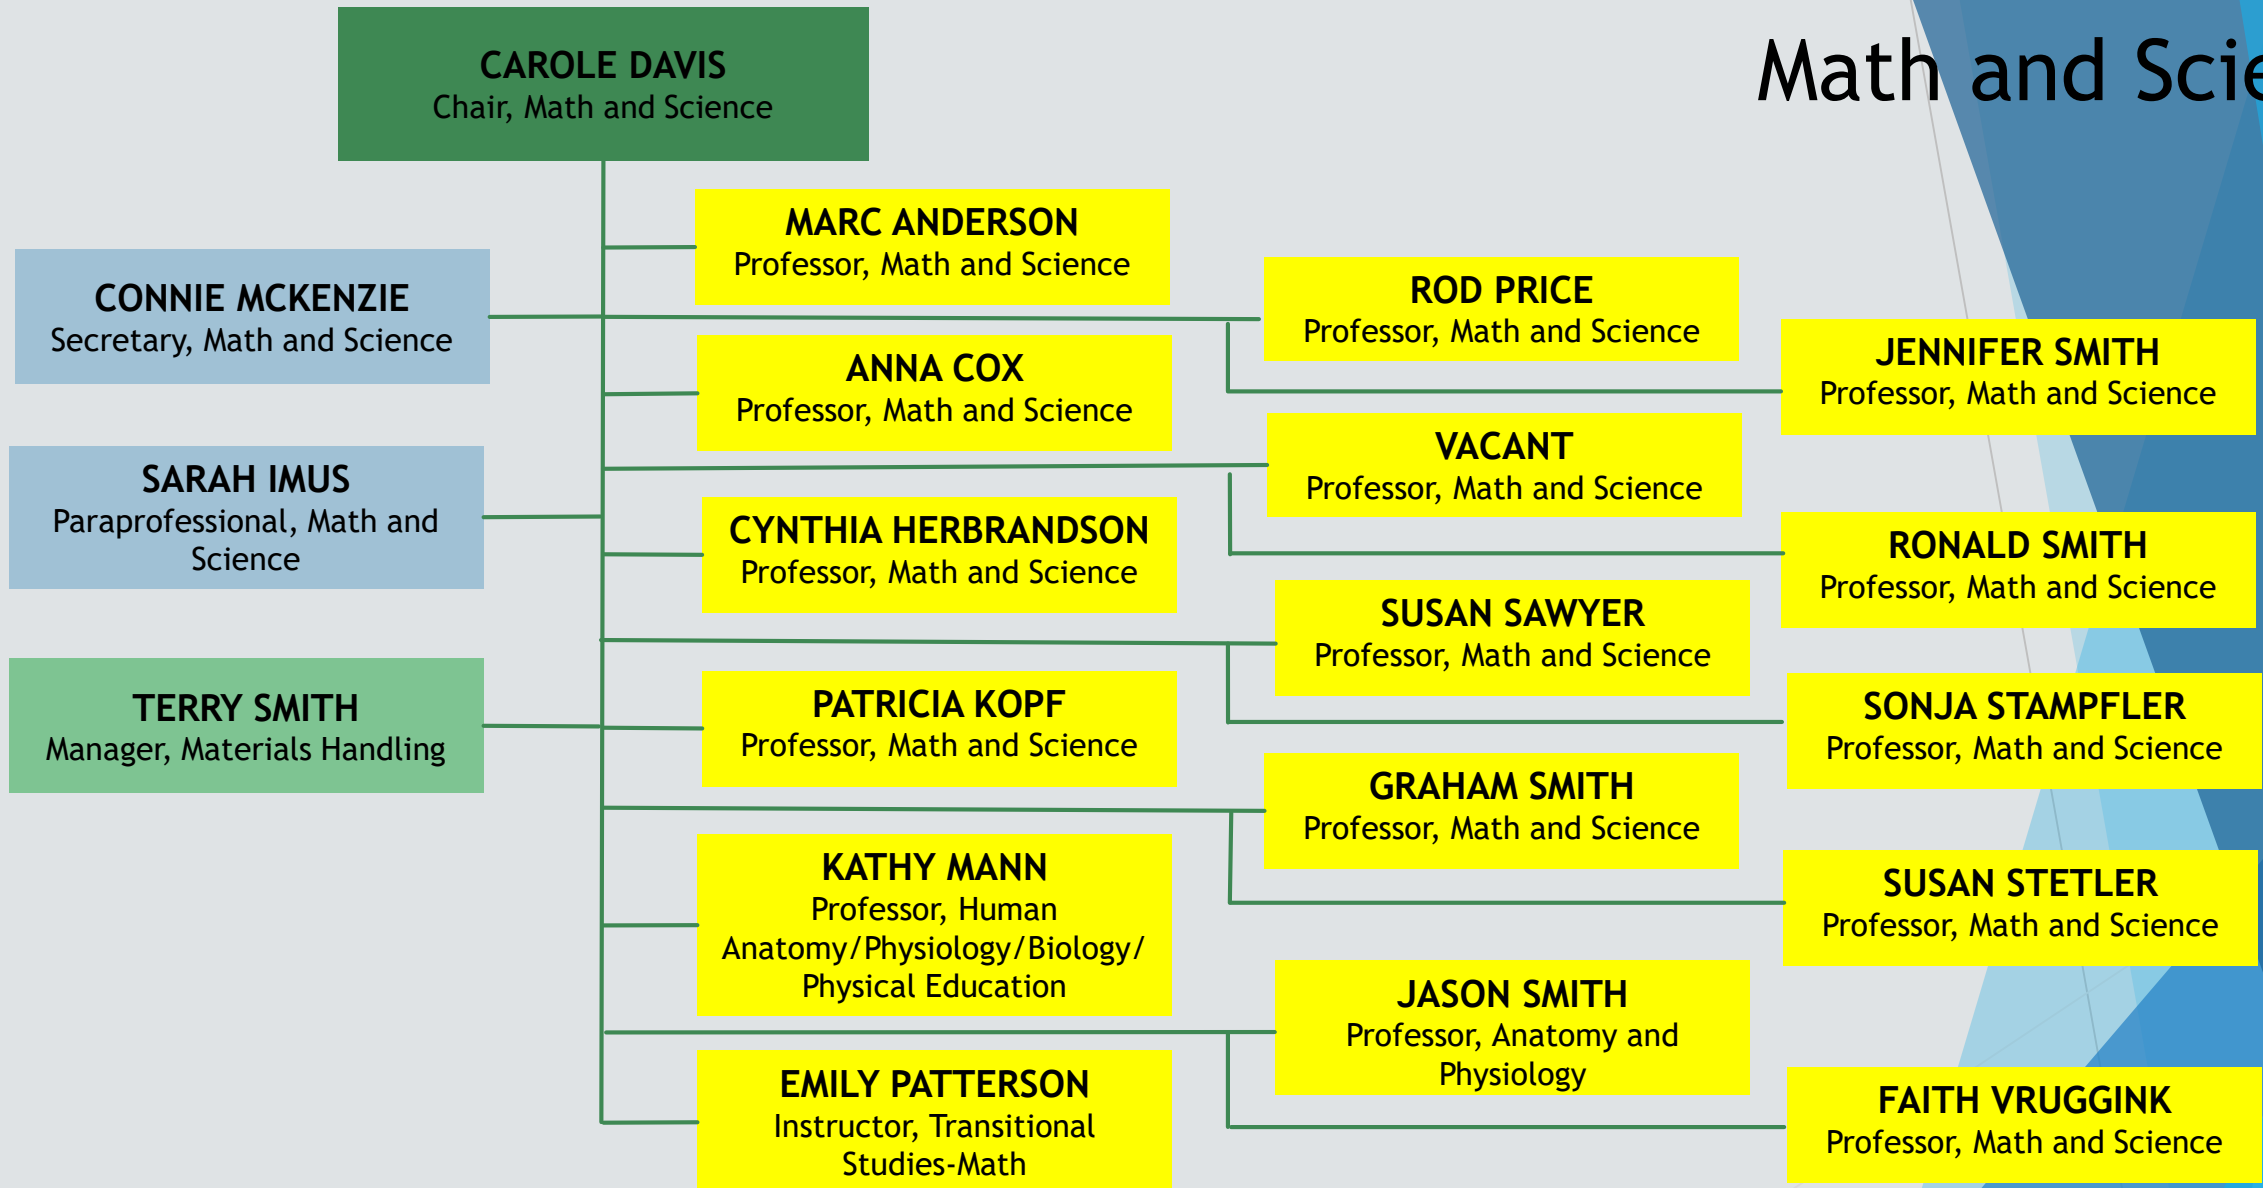 Math and Scie
CAROLE DAVIS
Chair, Math and Science
CONNIE MCKENZIE
Secretary, Math and Science
SARAH IMUS
Paraprofessional, Math and
Science
TERRY SMITH
Manager, Materials Handling
MARC ANDERSON
Professor, Math and Science
ANNA COX
Professor, Math and Science
CYNTHIA HERBRANDSON
Professor, Math and Science
PATRICIA KOPF
Professor, Math and Science
KATHY MANN
Professor, Human
Anatomy/Physiology/Biology/
Physical Education
EMILY PATTERSON
Instructor, Transitional
Studies-Math
ROD PRICE
Professor, Math and Science
VACANT
Professor, Math and Science
SUSAN SAWYER
Professor, Math and Science
GRAHAM SMITH
Professor, Math and Science
JASON SMITH
Professor, Anatomy and
Physiology
JENNIFER SMITH
Professor, Math and Science
RONALD SMITH
Professor, Math and Science
SONJA STAMPFLER
Professor, Math and Science
SUSAN STETLER
Professor, Math and Science
FAITH VRUGGINK
Professor, Math and Science